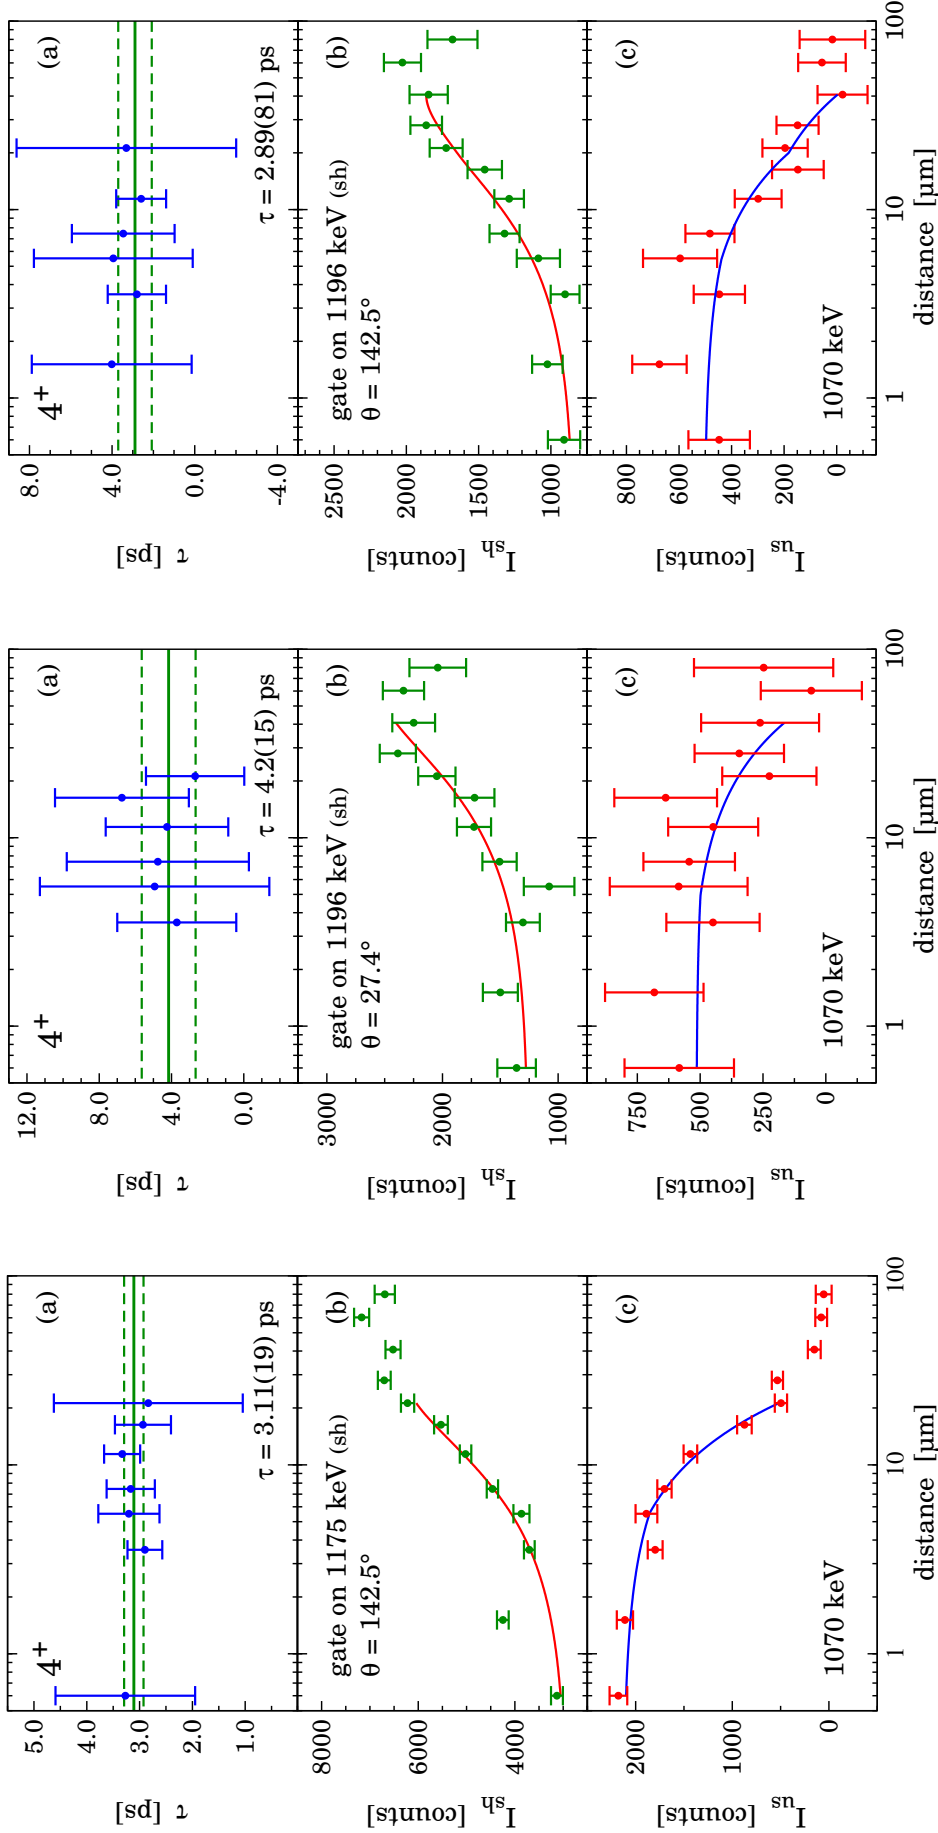 4⁺
(a)
τ = 3.11(19) ps
5.0
3.0
2.0
1.0
τ [ps]
gate on 1175 keV (sh)
θ = 142.5°
(b)
8000
6000
4000
I_sh [counts]
1070 keV
(c)
2000
1000
0
I_us [counts]
1
10
100
distance [µm]
4⁺
(a)
τ = 4.2(15) ps
12.0
8.0
4.0
0.0
τ [ps]
gate on 1196 keV (sh)
θ = 27.4°
(b)
3000
2000
1000
I_sh [counts]
1070 keV
(c)
750
500
250
0
I_us [counts]
1
10
100
distance [µm]
4⁺
(a)
τ = 2.89(81) ps
8.0
4.0
0.0
-4.0
τ [ps]
gate on 1196 keV (sh)
θ = 142.5°
(b)
2500
2000
1500
1000
I_sh [counts]
1070 keV
(c)
800
600
400
200
0
I_us [counts]
1
10
100
distance [µm]